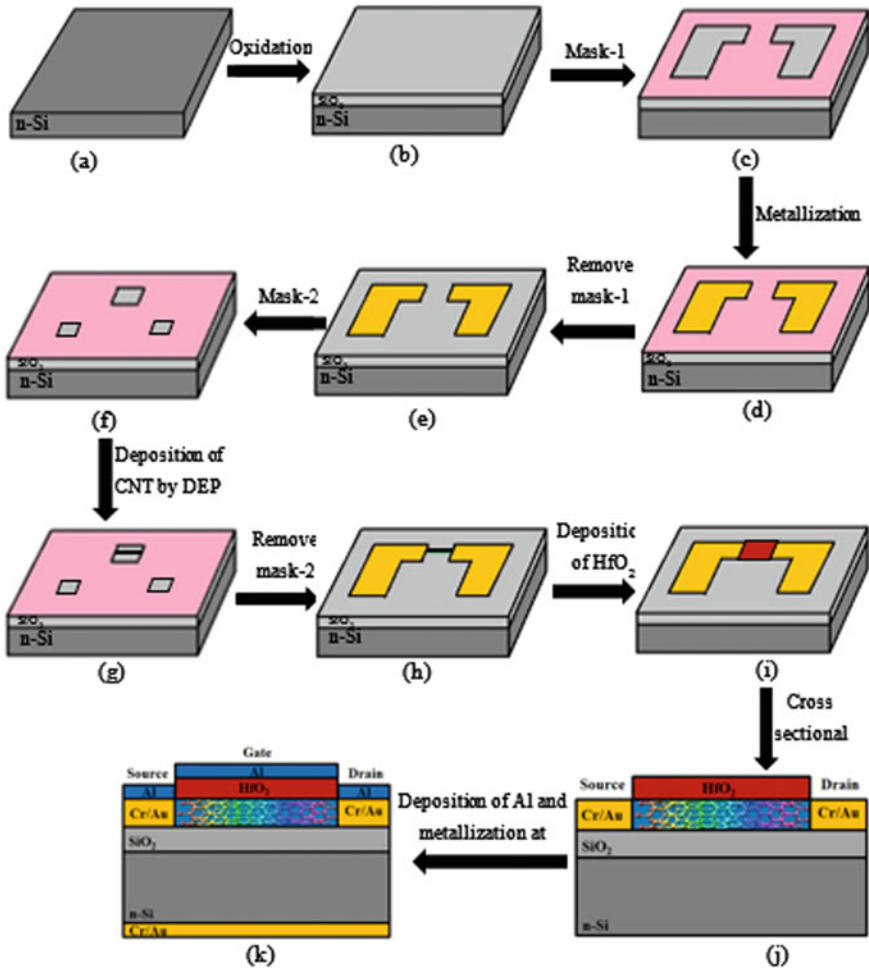 Oxidation
Mask-1
n-Si
(a)
SiO₂
n-Si
(b)
(c)
Metallization
Remove
mask-1
Mask-2
SiO₂
n-Si
(f)
SiO₂
n-Si
(e)
SiO₂
n-Si
(d)
Deposition of
CNT by DEP
Remove
mask-2
Depositic
of HfO₂
SiO₂
n-Si
(g)
SiO₂
n-Si
(h)
(i)
Cross
sectional
Gate
Source
Al
Drain
Al
HfO₂
Al
Cr/Au
Cr/Au
SiO₂
n-Si
Cr/Au
(k)
Deposition of Al and
metallization at
Source
HfO₂
Drain
Cr/Au
Cr/Au
SiO₂
n-Si
(j)